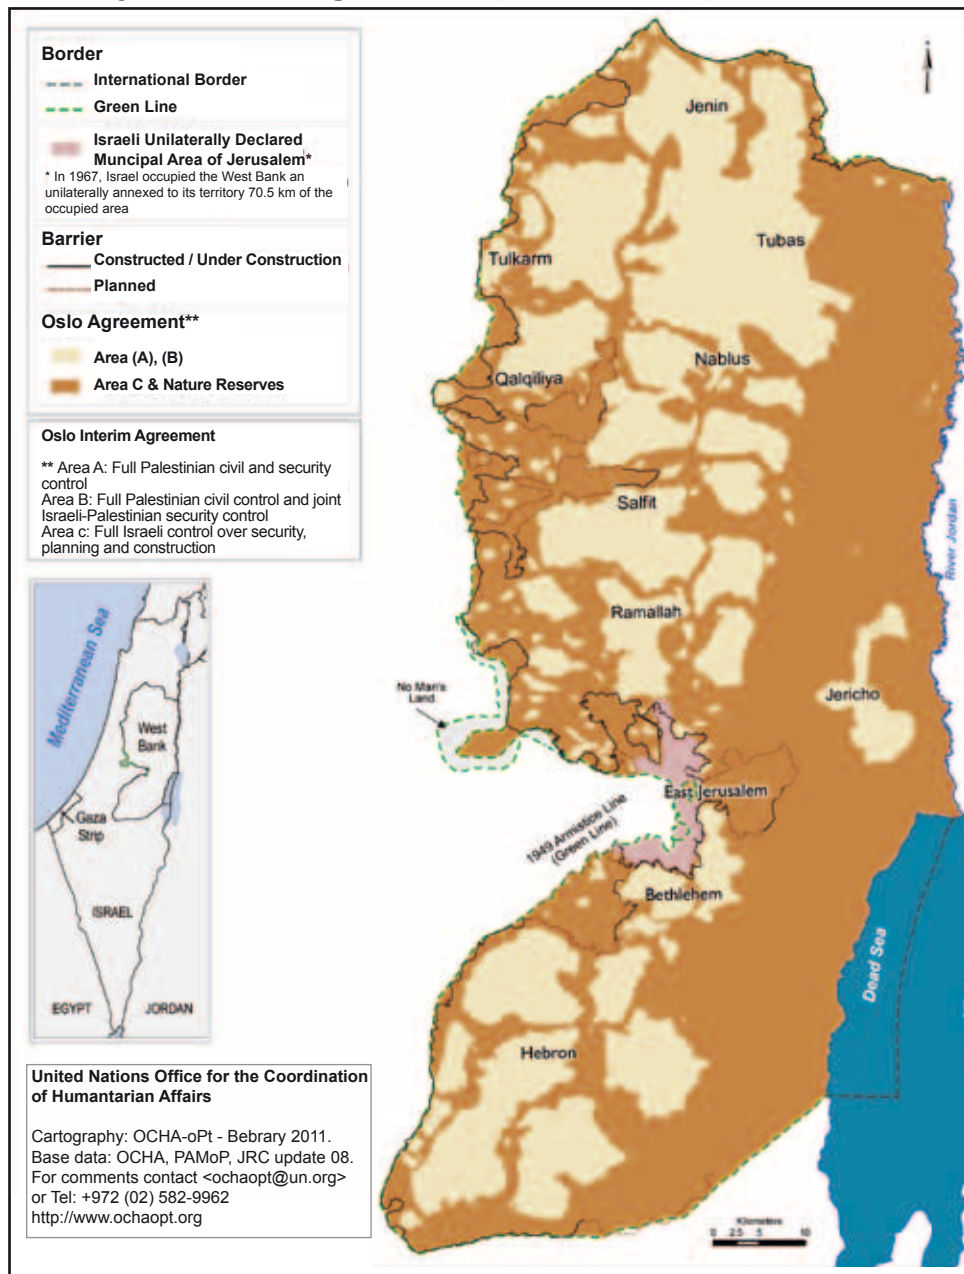 Border
International Border
Green Line
Israeli Unilaterally Declared
Muncipal Area of Jerusalem*
* In 1967, Israel occupied the West Bank an
unilaterally annexed to its territory 70.5 km of the
occupied area
Barrier
Constructed / Under Construction
Planned
Oslo Agreement**
Area (A), (B)
Area C & Nature Reserves
Oslo Interim Agreement
** Area A: Full Palestinian civil and security
control
Area B: Full Palestinian civil control and joint
Israeli-Palestinian security control
Area c: Full Israeli control over security,
planning and construction
Mediterranean Sea
West
Bank
Gaza
Strip
ISRAEL
EGYPT
JORDAN
United Nations Office for the Coordination
of Humanitarian Affairs
Cartography: OCHA-oPt - Bebrary 2011.
Base data: OCHA, PAMoP, JRC update 08.
For comments contact <ochaopt@un.org>
or Tel: +972 (02) 582-9962
http://www.ochaopt.org
Jenin
Tubas
Tulkarm
Nablus
Qalqiliya
Salfit
River Jordan
Ramallah
No Man's
Land
Jericho
East Jerusalem
1949 Armistice Line
(Green Line)
Bethlehem
Dead Sea
Hebron
Kilometers
0 2.5 5 10